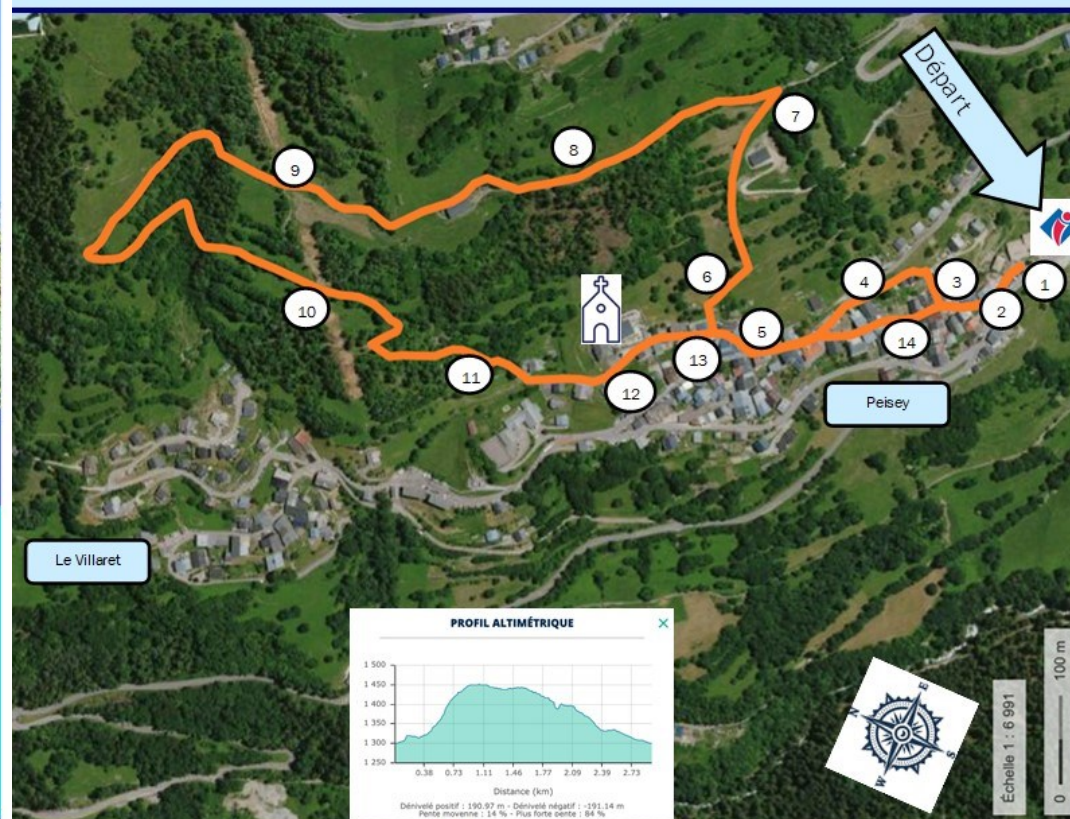 Départ
7
8
9
6
4
3
1
2
10
5
14
13
11
12
Peisey
Le Villaret
PROFIL ALTIMÉTRIQUE
×
1 500
1 450
1 400
1 350
1 300
1 250
0.38 0.73 1.11 1.46 1.77 2.09 2.39 2.73
Distance (km)
Dénivelé positif : 190.97 m - Dénivelé négatif : -191.14 m
Pente moyenne : 14 % - Plus forte pente : 84 %
N
E
S
W
Échelle 1 : 6 991
0 100 m